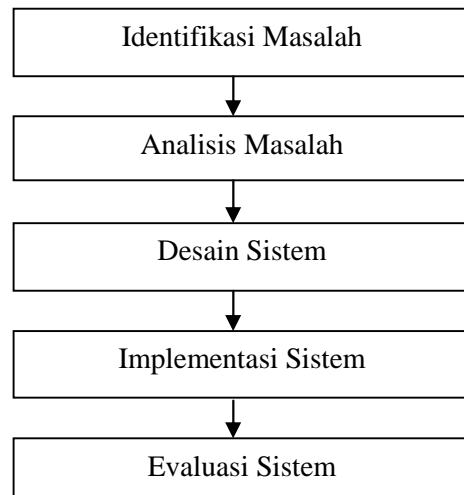 Identifikasi Masalah
Analisis Masalah
Desain Sistem
Implementasi Sistem
Evaluasi Sistem